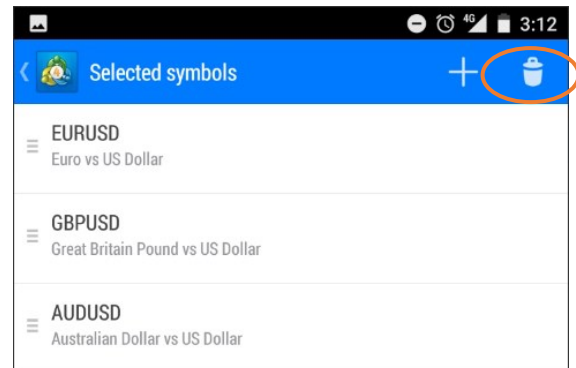 4G 3:12
Selected symbols
EURUSD
Euro vs US Dollar
GBPUSD
Great Britain Pound vs US Dollar
AUDUSD
Australian Dollar vs US Dollar